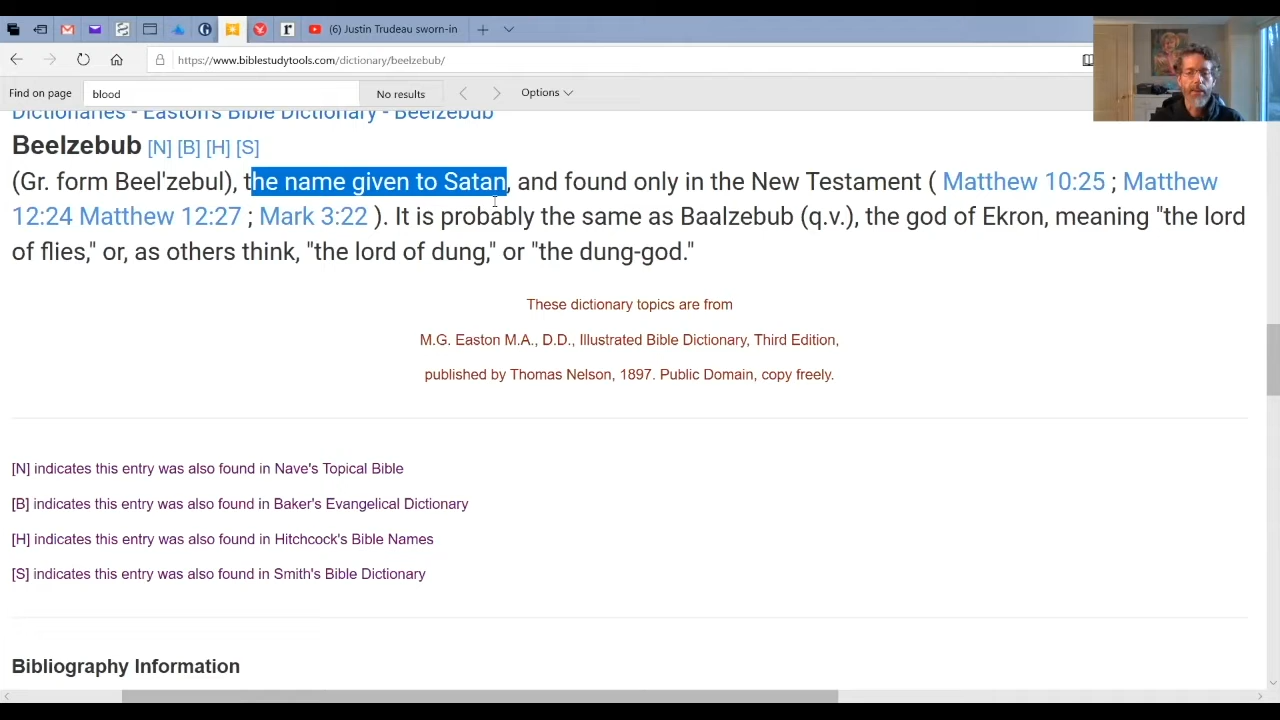 (6) Justin Trudeau sworn-in
https://www.biblestudytools.com/dictionary/beelzebub/
Find on page
blood
No results
Options
Dictionaries - Easton's Bible Dictionary - Beelzebub
Beelzebub [N] [B] [H] [S]
(Gr. form Beel'zebul), the name given to Satan, and found only in the New Testament ( Matthew 10:25 ; Matthew
12:24 Matthew 12:27 ; Mark 3:22 ). It is probably the same as Baalzebub (q.v.), the god of Ekron, meaning "the lord
of flies," or, as others think, "the lord of dung," or "the dung-god."
These dictionary topics are from
M.G. Easton M.A., D.D., Illustrated Bible Dictionary, Third Edition,
published by Thomas Nelson, 1897. Public Domain, copy freely.
[N] indicates this entry was also found in Nave's Topical Bible
[B] indicates this entry was also found in Baker's Evangelical Dictionary
[H] indicates this entry was also found in Hitchcock's Bible Names
[S] indicates this entry was also found in Smith's Bible Dictionary
Bibliography Information